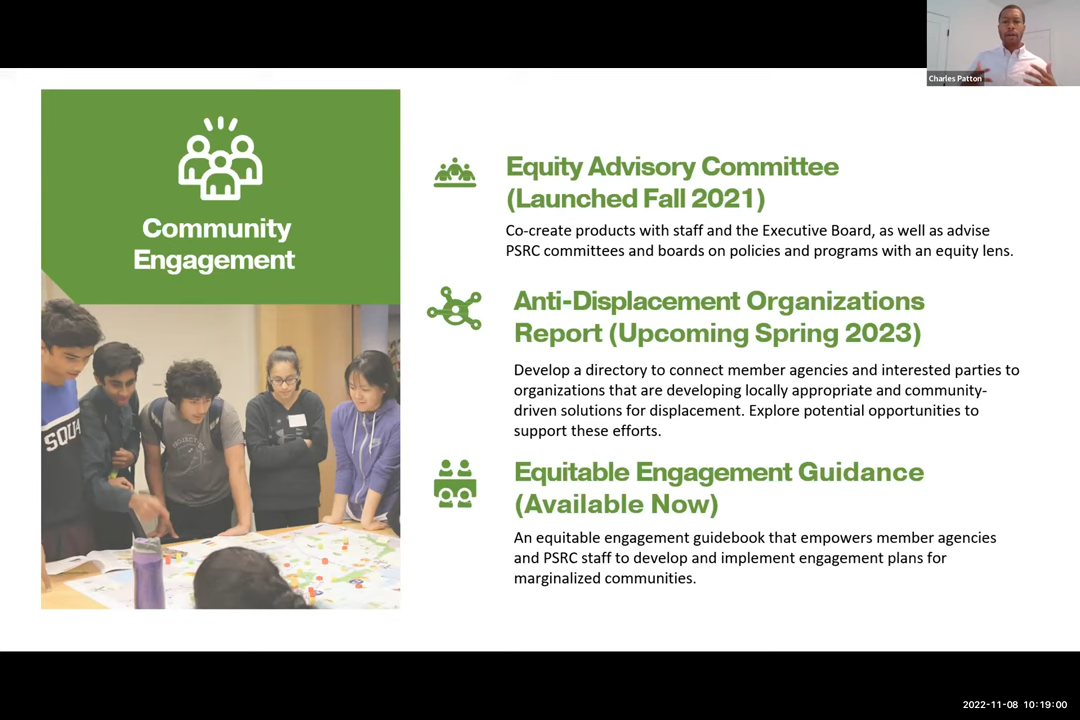 Charles Patton
Community
Engagement
Equity Advisory Committee
(Launched Fall 2021)
Co-create products with staff and the Executive Board, as well as advise
PSRC committees and boards on policies and programs with an equity lens.
Anti-Displacement Organizations
Report (Upcoming Spring 2023)
Develop a directory to connect member agencies and interested parties to
organizations that are developing locally appropriate and community-
driven solutions for displacement. Explore potential opportunities to
support these efforts.
Equitable Engagement Guidance
(Available Now)
An equitable engagement guidebook that empowers member agencies
and PSRC staff to develop and implement engagement plans for
marginalized communities.
SQUA
2022-11-08 10:19:00